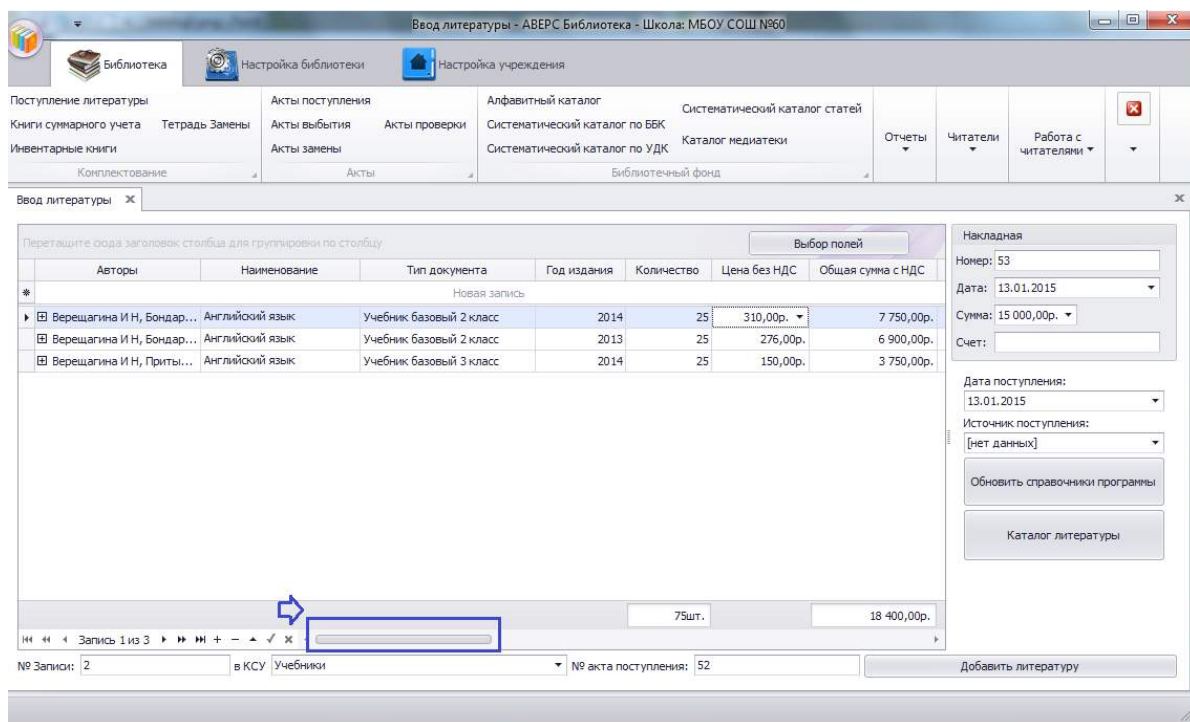 Ввод литературы - АВЕРС Библиотека - Школа: МБОУ СОШ №60
Библиотека
Настройка библиотеки
Настройка учреждения
Поступление литературы
Книги суммарного учета
Тетрадь Замены
Инвентарные книги
Комплектование
Акты поступления
Акты выбытия
Акты проверки
Акты замены
Акты
Алфавитный каталог
Систематический каталог по ББК
Систематический каталог по УДК
Систематический каталог статей
Каталог медиатеки
Библиотечный фонд
Отчеты
Читатели
Работа с
читателями
Ввод литературы
Перетащите сюда заголовок столбца для группировки по столбцу
Выбор полей
Авторы Наименование Тип документа Год издания Количество Цена без НДС Общая сумма с НДС
Новая запись
Верещагина И Н, Бондар... Английский язык Учебник базовый 2 класс 2014 25 310,00р. 7 750,00р.
Верещагина И Н, Бондар... Английский язык Учебник базовый 2 класс 2013 25 276,00р. 6 900,00р.
Верещагина И Н, Приты... Английский язык Учебник базовый 3 класс 2014 25 150,00р. 3 750,00р.
75шт. 18 400,00р.
Запись 1 из 3
№ Записи: 2 в КСУ Учебники № акта поступления: 52 Добавить литературу
Накладная
Номер: 53
Дата: 13.01.2015
Сумма: 15 000,00р.
Счет:
Дата поступления:
13.01.2015
Источник поступления:
[нет данных]
Обновить справочники программы
Каталог литературы